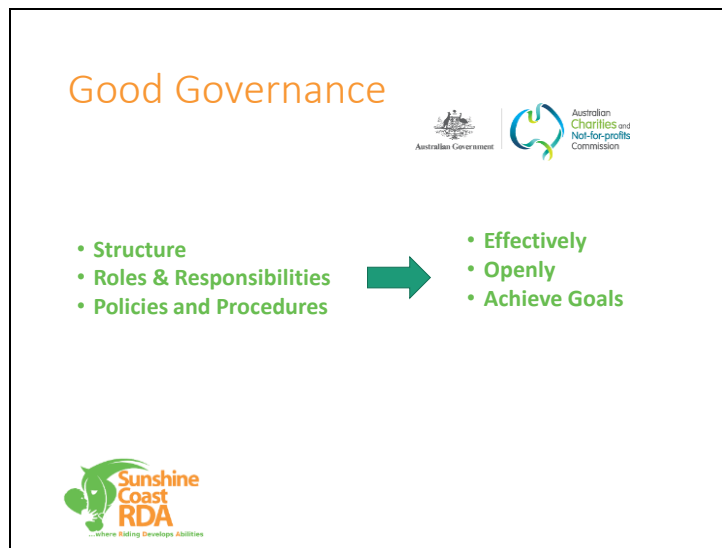 Good Governance
Australian Government
Australian
Charities and
Not-for-profits
Commission
• Structure
• Roles & Responsibilities
• Policies and Procedures
• Effectively
• Openly
• Achieve Goals
Sunshine
Coast
RDA
...where Riding Develops Abilities